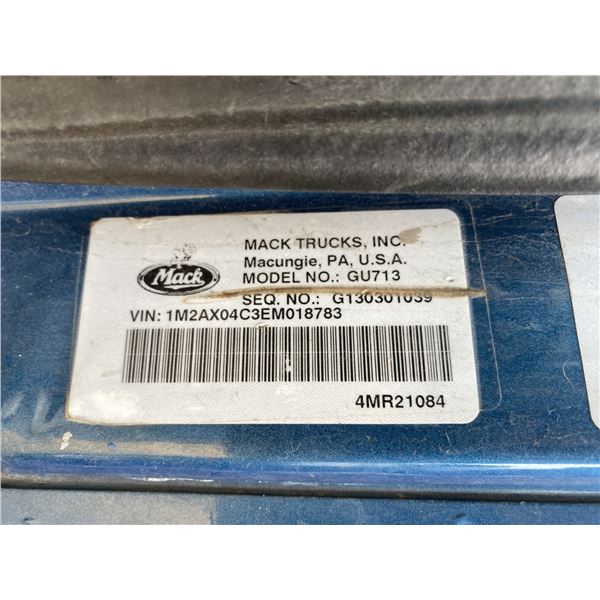 Mack
MACK TRUCKS, INC.
Macungie, PA, U.S.A.
MODEL NO.: GU713
SEQ. NO.: G130301039
VIN: 1M2AX04C3EM018783
4MR21084